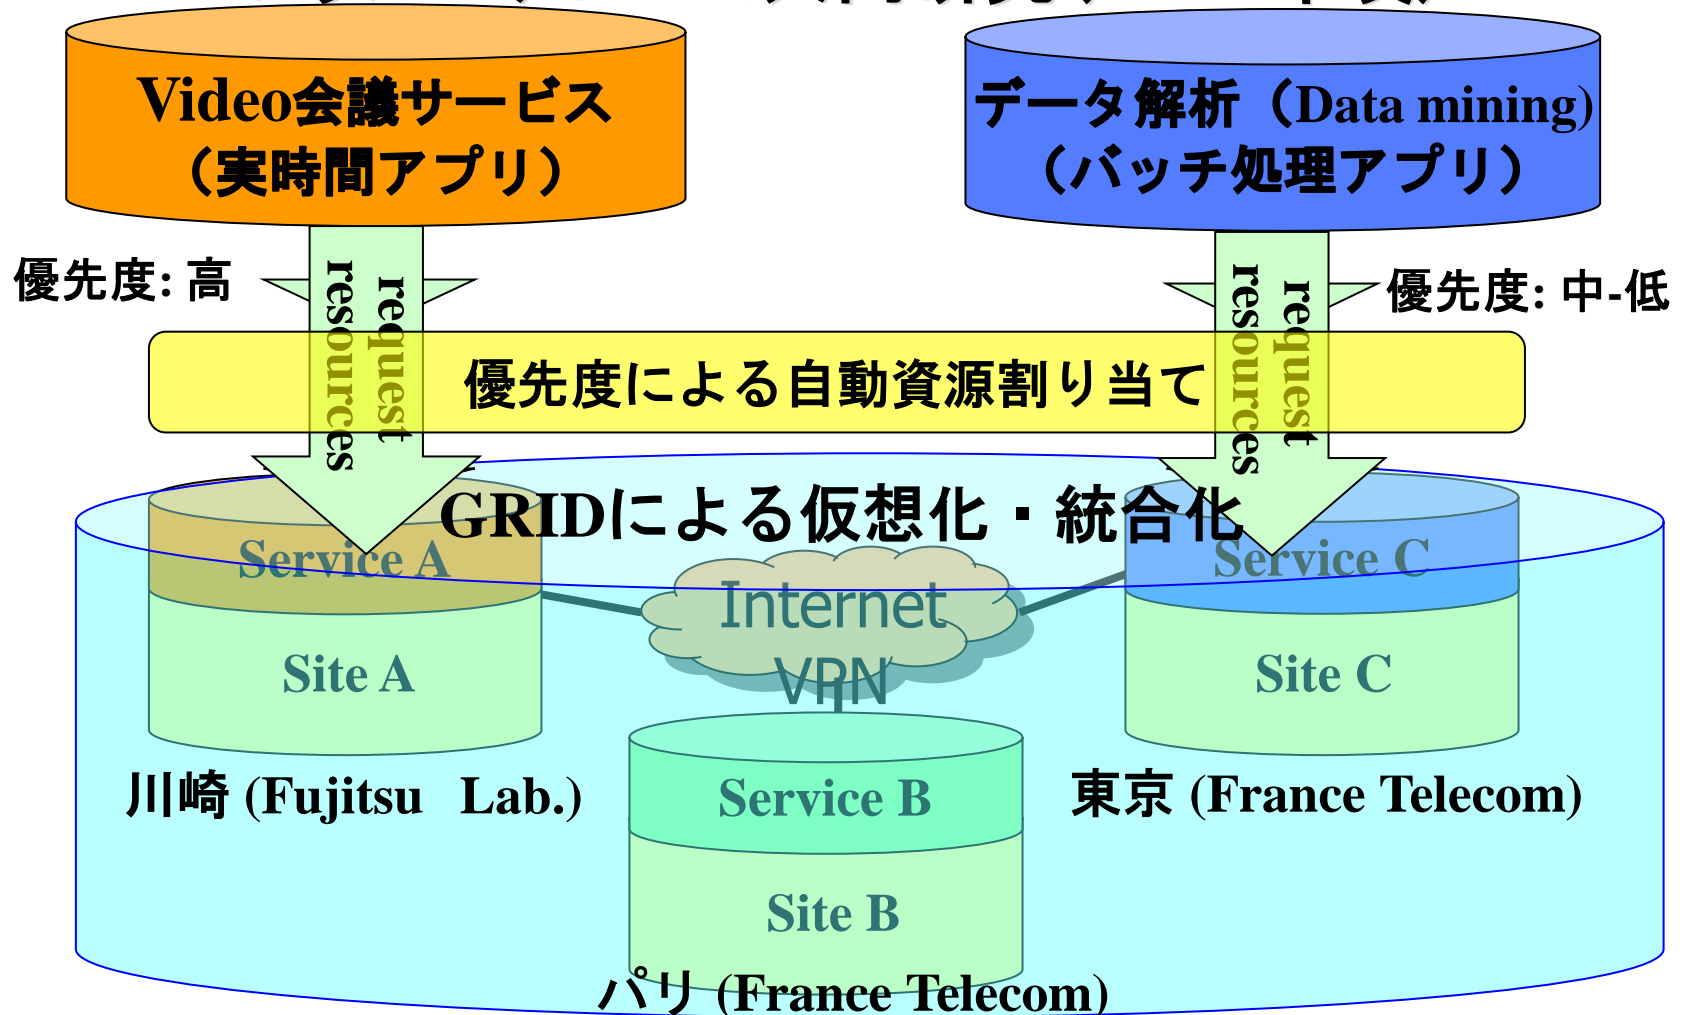 Video会議サービス
（実時間アプリ）
データ解析（Data mining)
（バッチ処理アプリ）
優先度: 高
request
resources
優先度: 中-低
request
resources
優先度による自動資源割り当て
GRIDによる仮想化・統合化
Service A
Site A
Internet
VPN
Service C
Site C
川崎 (Fujitsu Lab.)
Service B
Site B
東京 (France Telecom)
パリ (France Telecom)